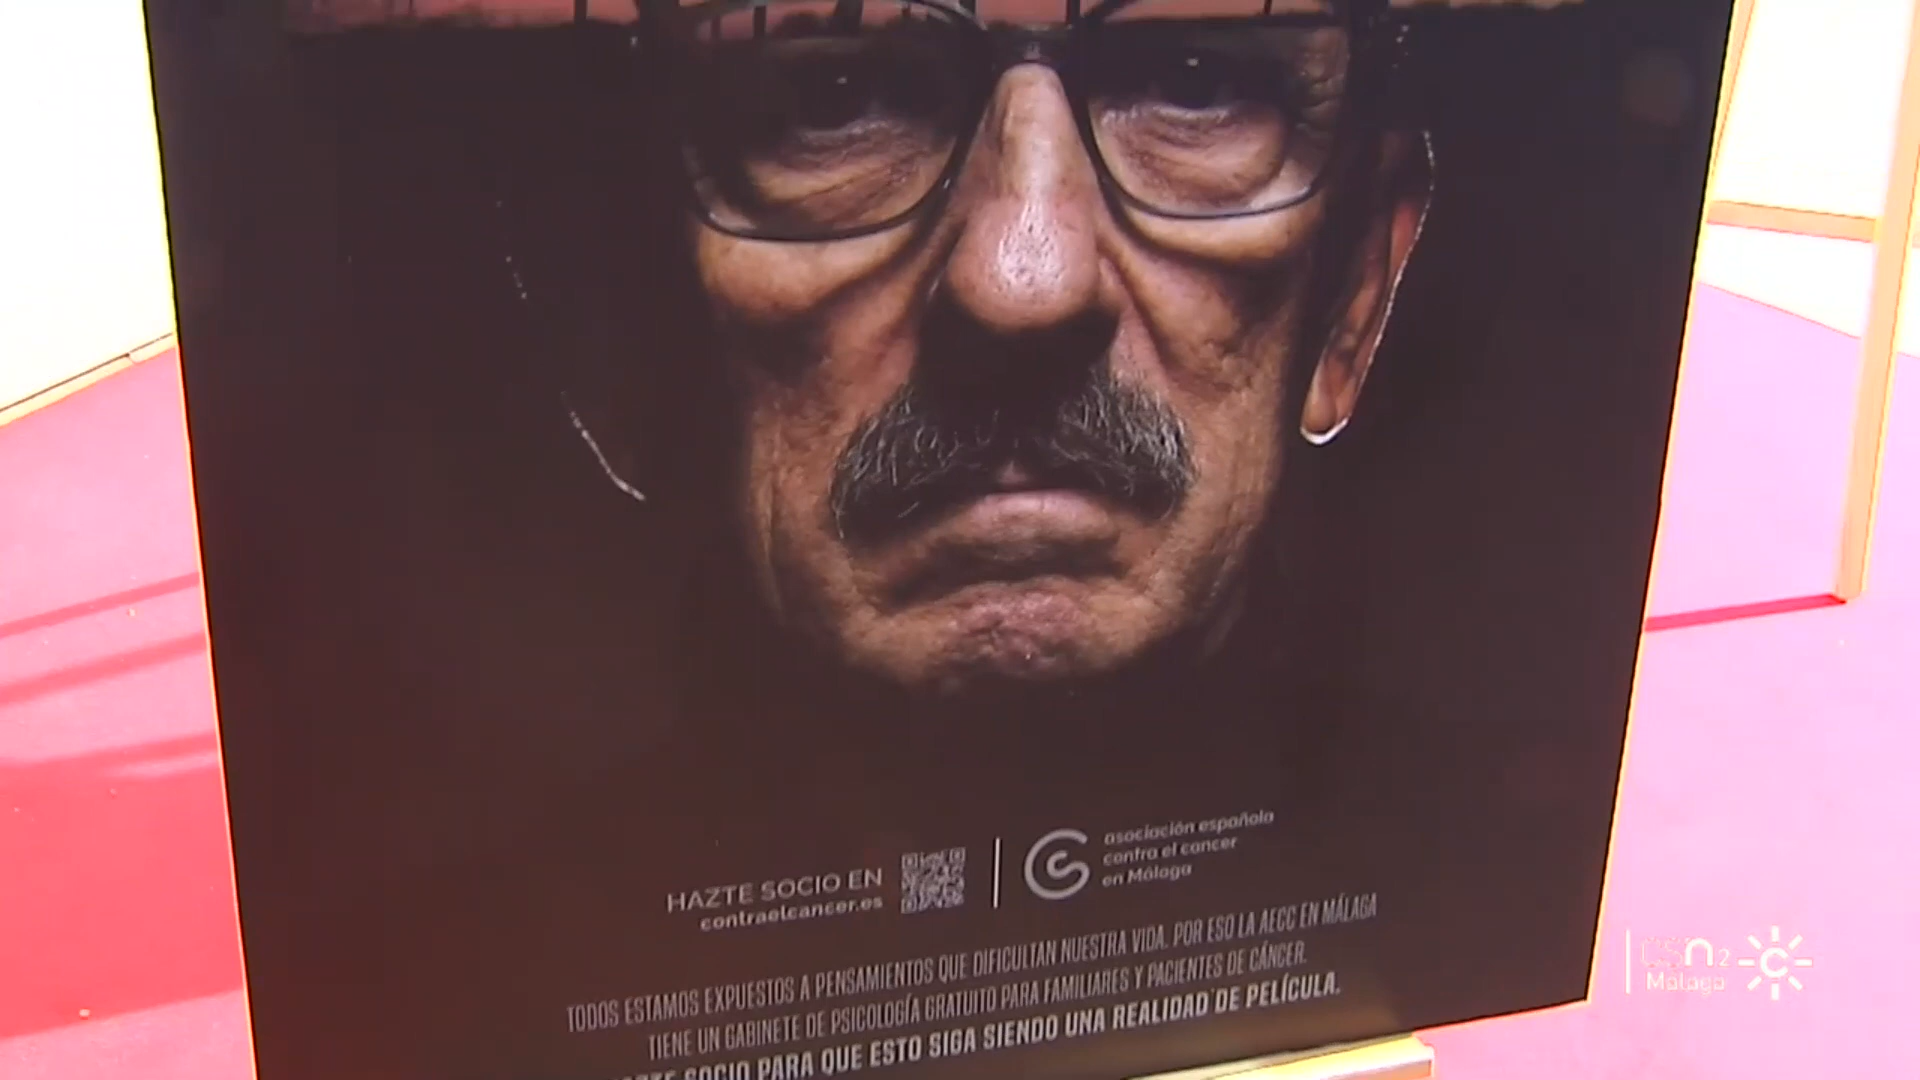 HAZTE SOCIO EN
contraelcancer.es
asociación española
contra el cancer
en Málaga
TODOS ESTAMOS EXPUESTOS A PENSAMIENTOS QUE DIFICULTAN NUESTRA VIDA. POR ESO LA AECC EN MÁLAGA
TIENE UN GABINETE DE PSICOLOGÍA GRATUITO PARA FAMILIARES Y PACIENTES DE CÁNCER.
SOCIO PARA QUE ESTO SIGA SIENDO UNA REALIDAD DE PELÍCULA.
csn2
Málaga